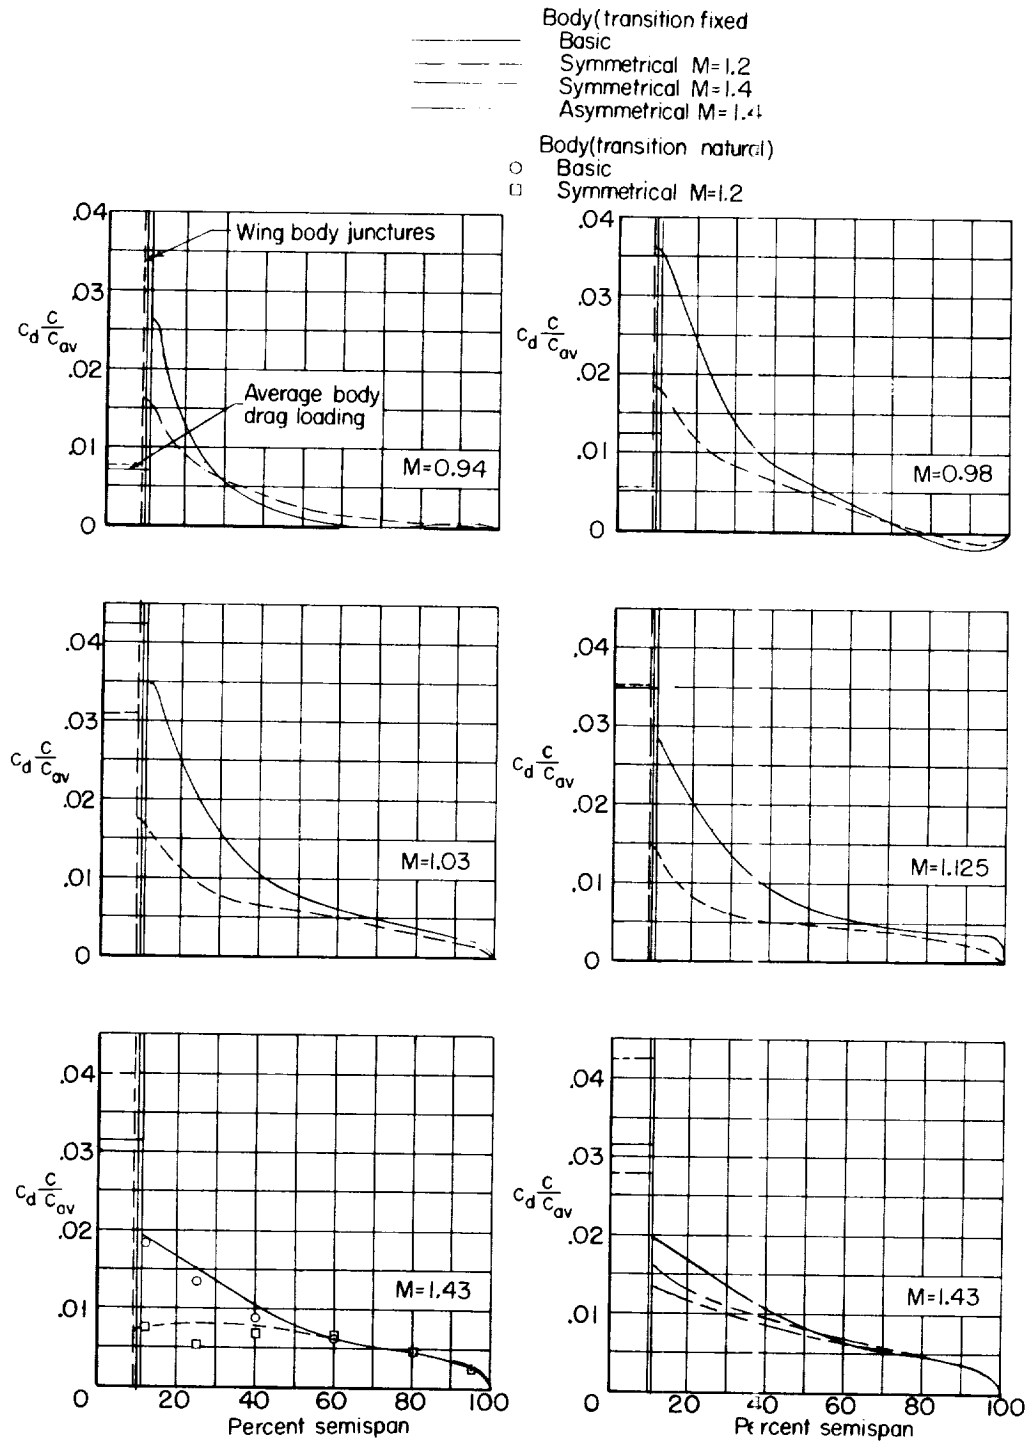 Body(transition fixed
Basic
Symmetrical M=1.2
Symmetrical M=1.4
Asymmetrical M=1.4
Body(transition natural)
Basic
Symmetrical M=1.2
.04
.03
.02
.01
0
c_d c/c_av
Wing body junctures
Average body
drag loading
M=0.94
.04
.03
.02
.01
0
c_d c/c_av
M=0.98
.04
.03
.02
.01
0
c_d c/c_av
M=1.03
.04
.03
.02
.01
0
c_d c/c_av
M=1.125
.04
.03
.02
.01
0
c_d c/c_av
M=1.43
0 20 40 60 80 100
Percent semispan
.04
.03
.02
.01
c_d c/c_av
M=1.43
0 20 40 60 80 100
Percent semispan